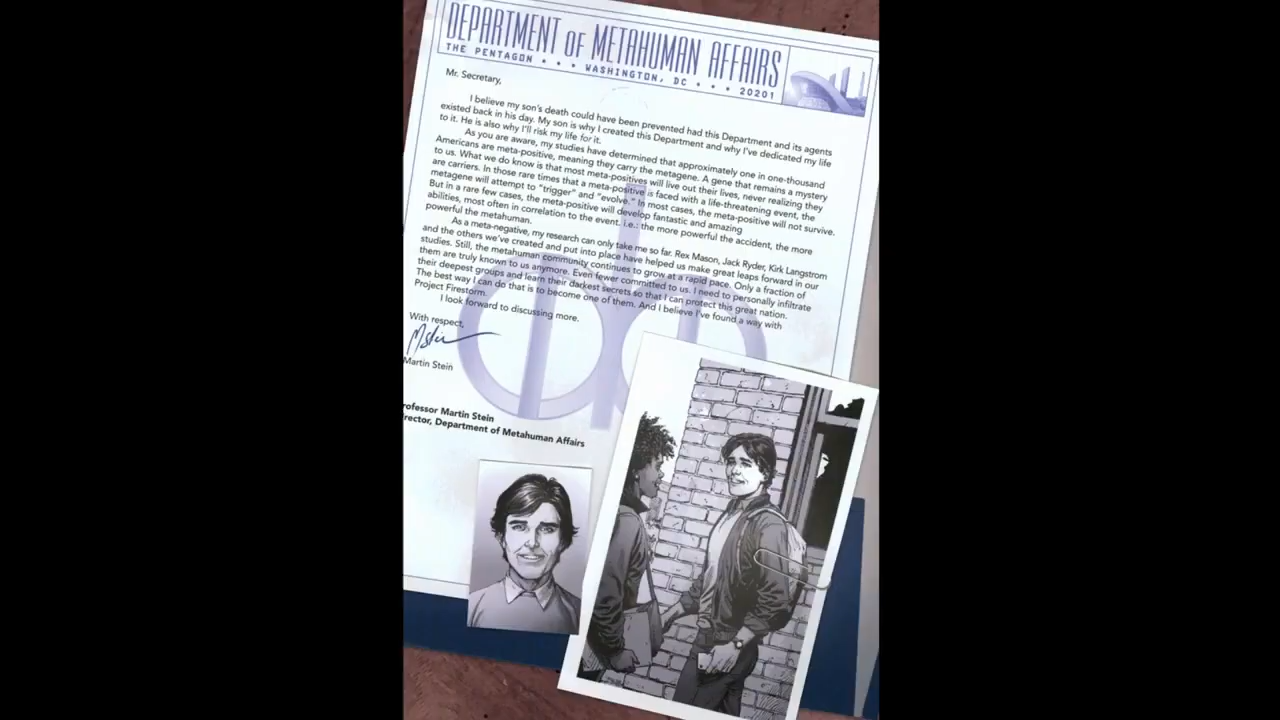 DEPARTMENT OF METAHUMAN AFFAIRS
THE PENTAGON • • • WASHINGTON, DC • • • 20201
Mr. Secretary,
I believe my son's death could have been prevented had this Department and its agents
existed back in his day. My son is why I created this Department and why I've dedicated my life
to it. He is also why I'll risk my life for it.
As you are aware, my studies have determined that approximately one in one-thousand
Americans are meta-positive, meaning they carry the metagene. A gene that remains a mystery
to us. What we do know is that most meta-positives will live out their lives, never realizing they
are carriers. In those rare times that a meta-positive is faced with a life-threatening event, the
metagene will attempt to "trigger" and "evolve." In most cases, the meta-positive will not survive.
But in a rare few cases, the meta-positive will develop fantastic and amazing
abilities, most often in correlation to the event. i.e.: the more powerful the accident, the more
powerful the metahuman.
As a meta-negative, my research can only take me so far. Rex Mason, Jack Ryder, Kirk Langstrom
and the others we've created and put into place have helped us make great leaps forward in our
studies. Still, the metahuman community continues to grow at a rapid pace. Only a fraction of
them are truly known to us anymore. Even fewer committed to us. I need to personally infiltrate
their deepest groups and learn their darkest secrets so that I can protect this great nation.
The best way I can do that is to become one of them. And I believe I've found a way with
Project Firestorm.
I look forward to discussing more.
With respect,
MStein
Martin Stein
rofessor Martin Stein
rector, Department of Metahuman Affairs